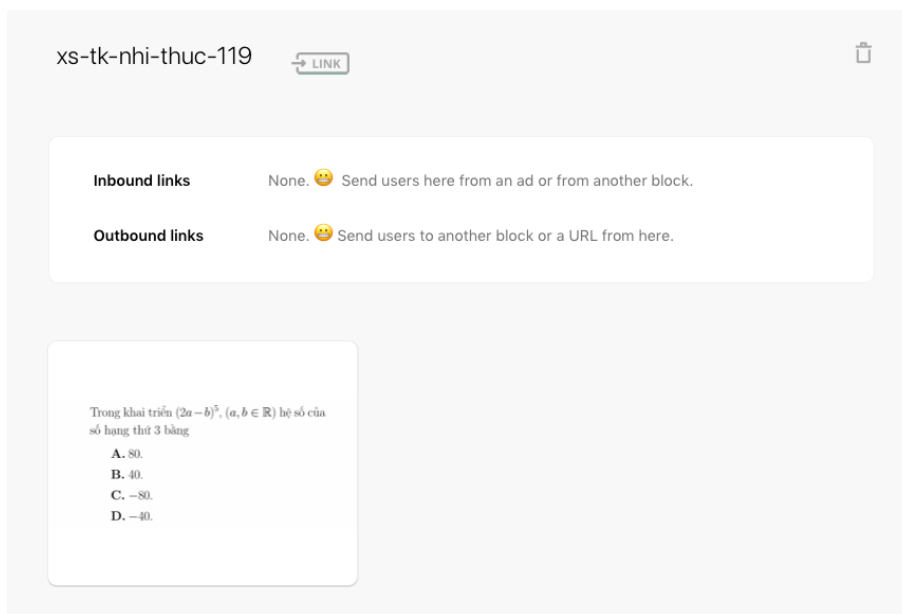 xs-tk-nhi-thuc-119
LINK
Inbound links None. 😬 Send users here from an ad or from another block.
Outbound links None. 😬 Send users to another block or a URL from here.
Trong khai triển (2a − b)⁵, (a, b ∈ ℝ) hệ số của
số hạng thứ 3 bằng
A. 80.
B. 40.
C. −80.
D. −40.